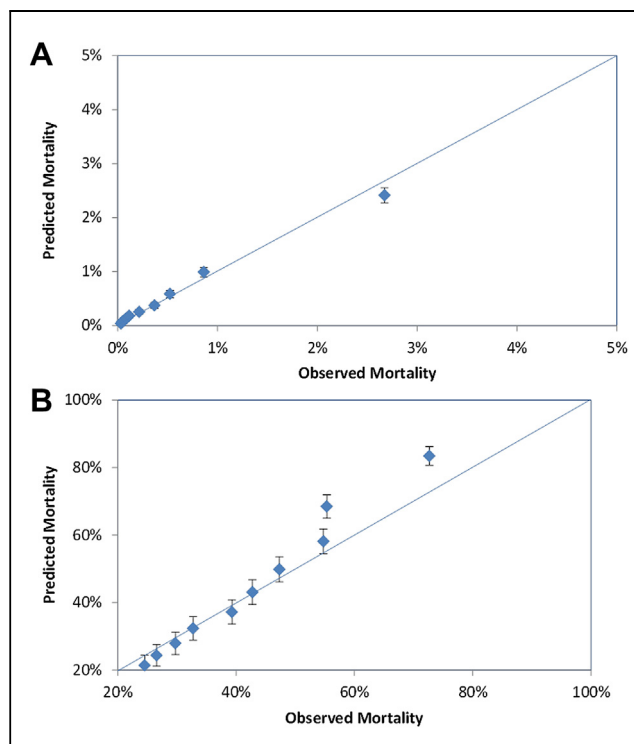 A
5%
4%
3%
2%
1%
0%
Predicted Mortality
0% 1% 2% 3% 4% 5%
Observed Mortality
B
100%
80%
60%
40%
20%
Predicted Mortality
20% 40% 60% 80% 100%
Observed Mortality